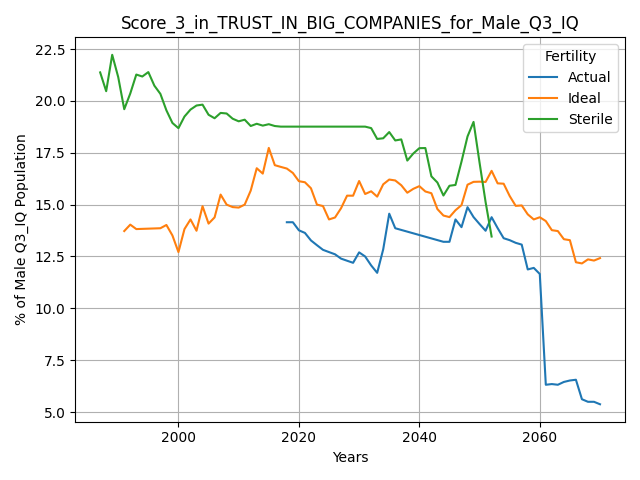 Score_3_in_TRUST_IN_BIG_COMPANIES_for_Male_Q3_IQ
Fertility
Actual
Ideal
Sterile
% of Male Q3_IQ Population
22.5
20.0
17.5
15.0
12.5
10.0
7.5
5.0
2000
2020
2040
2060
Years